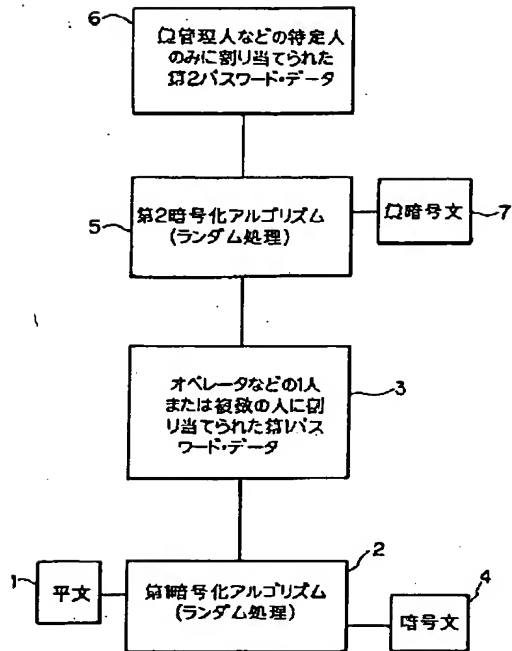 6
管理人などの特定人
のみに割り当てられた
第2パスワード・データ
5
第2暗号化アルゴリズム
(ランダム処理)
暗号文
7
オペレータなどの1人
または複数の人に割
り当てられた第1パス
ワード・データ
3
1
平文
2
第1暗号化アルゴリズム
(ランダム処理)
4
暗号文